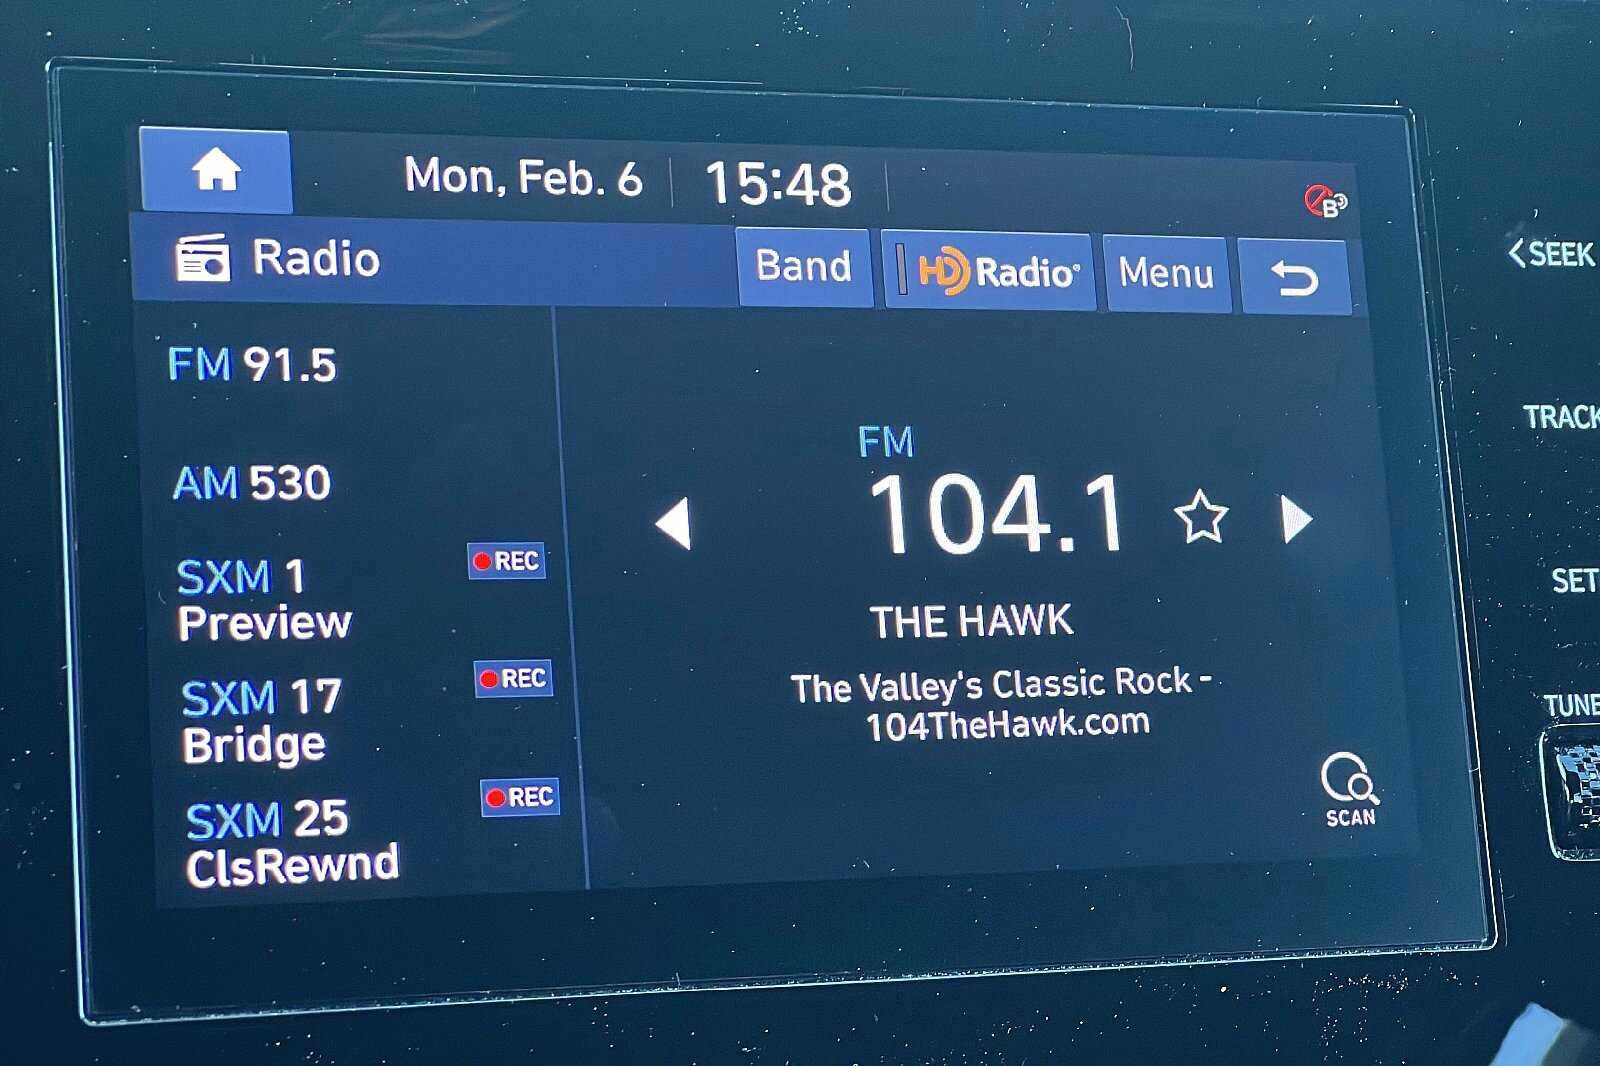 Mon, Feb. 6 15:48
B
Radio Band HD Radio® Menu
FM 91.5
AM 530
SXM 1 REC
Preview
SXM 17 REC
Bridge
SXM 25 REC
ClsRewnd
FM
104.1
THE HAWK
The Valley's Classic Rock -
104TheHawk.com
SCAN
<SEEK
TRACK
SET
TUNE